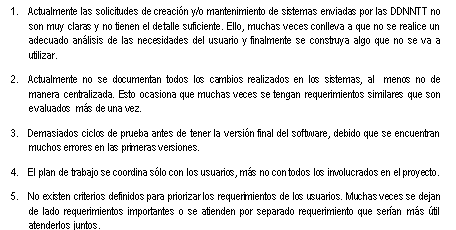 1. Actualmente las solicitudes de creación y/o mantenimiento de sistemas enviadas por las DDNNTT no
son muy claras y no tienen el detalle suficiente. Ello, muchas veces conlleva a que no se realice un
adecuado análisis de las necesidades del usuario y finalmente se construya algo que no se va a
utilizar.
2. Actualmente no se documentan todos los cambios realizados en los sistemas, al menos no de
manera centralizada. Esto ocasiona que muchas veces se tengan requerimientos similares que son
evaluados más de una vez.
3. Demasiados ciclos de prueba antes de tener la versión final del software, debido que se encuentran
muchos errores en las primeras versiones.
4. El plan de trabajo se coordina sólo con los usuarios, más no con todos los involucrados en el proyecto.
5. No existen criterios definidos para priorizar los requerimientos de los usuarios. Muchas veces se dejan
de lado requerimientos importantes o se atienden por separado requerimiento que serían más útil
atenderlos juntos.